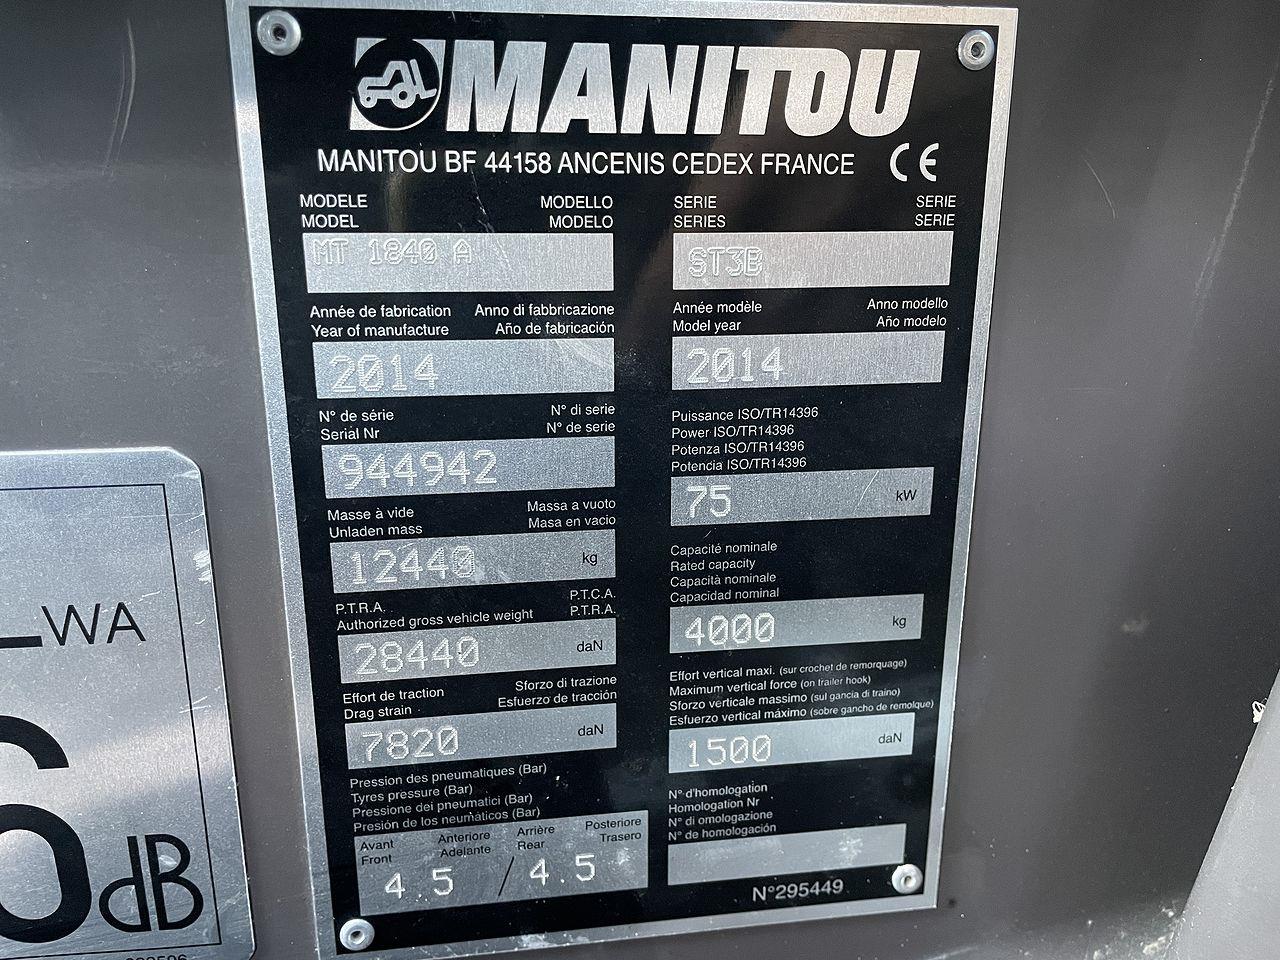 MANITOU
MANITOU BF 44158 ANCENIS CEDEX FRANCE CE
MODELE MODELLO
MODEL MODELO
MT 1840 A
Année de fabrication Anno di fabbricazione
Year of manufacture Año de fabricación
2014
N° de série N° di serie
Serial Nr N° de serie
944942
Masse à vide Massa a vuoto
Unladen mass Masa en vacio
12440 kg
P.T.R.A. P.T.C.A.
Authorized gross vehicle weight P.T.R.A.
28440 daN
Effort de traction Sforzo di trazione
Drag strain Esfuerzo de tracción
7820 daN
Pression des pneumatiques (Bar)
Tyres pressure (Bar)
Pressione dei pneumatici (Bar)
Presión de los neumáticos (Bar)
Avant Anteriore Arrière Posteriore
Front Adelante Rear Trasero
4.5 / 4.5
SERIE SERIE
SERIES SERIE
ST3B
Année modèle Anno modello
Model year Año modelo
2014
Puissance ISO/TR14396
Power ISO/TR14396
Potenza ISO/TR14396
Potencia ISO/TR14396
75 kW
Capacité nominale
Rated capacity
Capacità nominale
Capacidad nominal
4000 kg
Effort vertical maxi. (sur crochet de remorquage)
Maximum vertical force (on trailer hook)
Sforzo verticale massimo (sul gancia di traino)
Esfuerzo vertical máximo (sobre gancho de remolque)
1500 daN
N° d'homologation
Homologation Nr
N° di omologazione
N° de homologación
N°295449
WA
6 dB